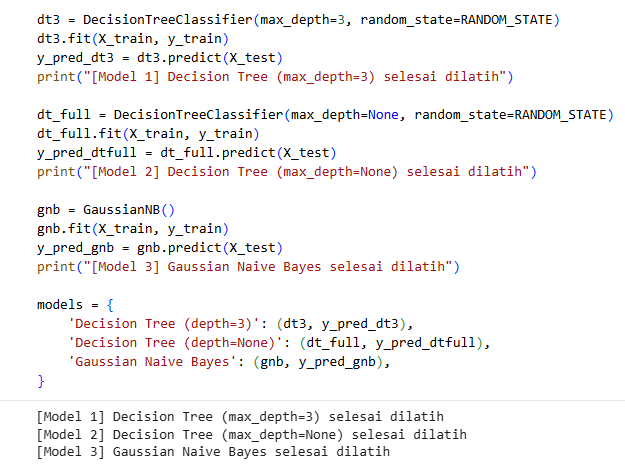 dt3 = DecisionTreeClassifier(max_depth=3, random_state=RANDOM_STATE)
dt3.fit(X_train, y_train)
y_pred_dt3 = dt3.predict(X_test)
print("[Model 1] Decision Tree (max_depth=3) selesai dilatih")

dt_full = DecisionTreeClassifier(max_depth=None, random_state=RANDOM_STATE)
dt_full.fit(X_train, y_train)
y_pred_dtfull = dt_full.predict(X_test)
print("[Model 2] Decision Tree (max_depth=None) selesai dilatih")

gnb = GaussianNB()
gnb.fit(X_train, y_train)
y_pred_gnb = gnb.predict(X_test)
print("[Model 3] Gaussian Naive Bayes selesai dilatih")

models = {
    'Decision Tree (depth=3)': (dt3, y_pred_dt3),
    'Decision Tree (depth=None)': (dt_full, y_pred_dtfull),
    'Gaussian Naive Bayes': (gnb, y_pred_gnb),
}
[Model 1] Decision Tree (max_depth=3) selesai dilatih
[Model 2] Decision Tree (max_depth=None) selesai dilatih
[Model 3] Gaussian Naive Bayes selesai dilatih